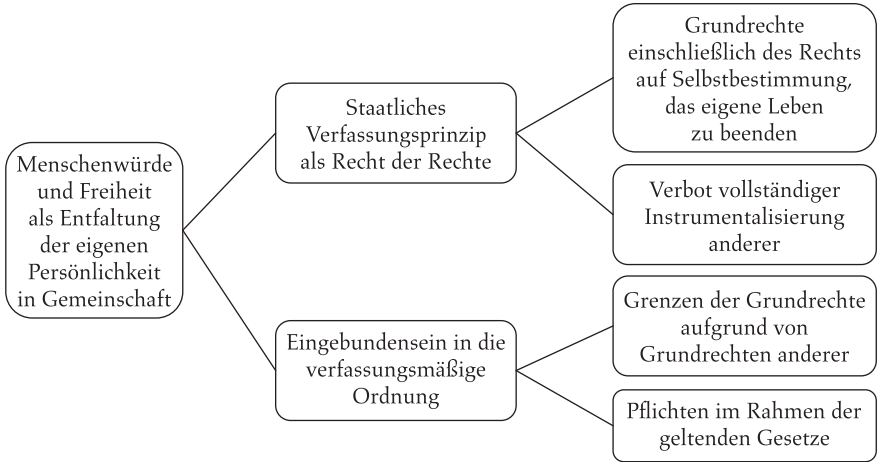 Menschenwürde
und Freiheit
als Entfaltung
der eigenen
Persönlichkeit
in Gemeinschaft
Staatliches
Verfassungsprinzip
als Recht der Rechte
Grundrechte
einschließlich des Rechts
auf Selbstbestimmung,
das eigene Leben
zu beenden
Verbot vollständiger
Instrumentalisierung
anderer
Eingebundensein in die
verfassungsmäßige
Ordnung
Grenzen der Grundrechte
aufgrund von
Grundrechten anderer
Pflichten im Rahmen der
geltenden Gesetze